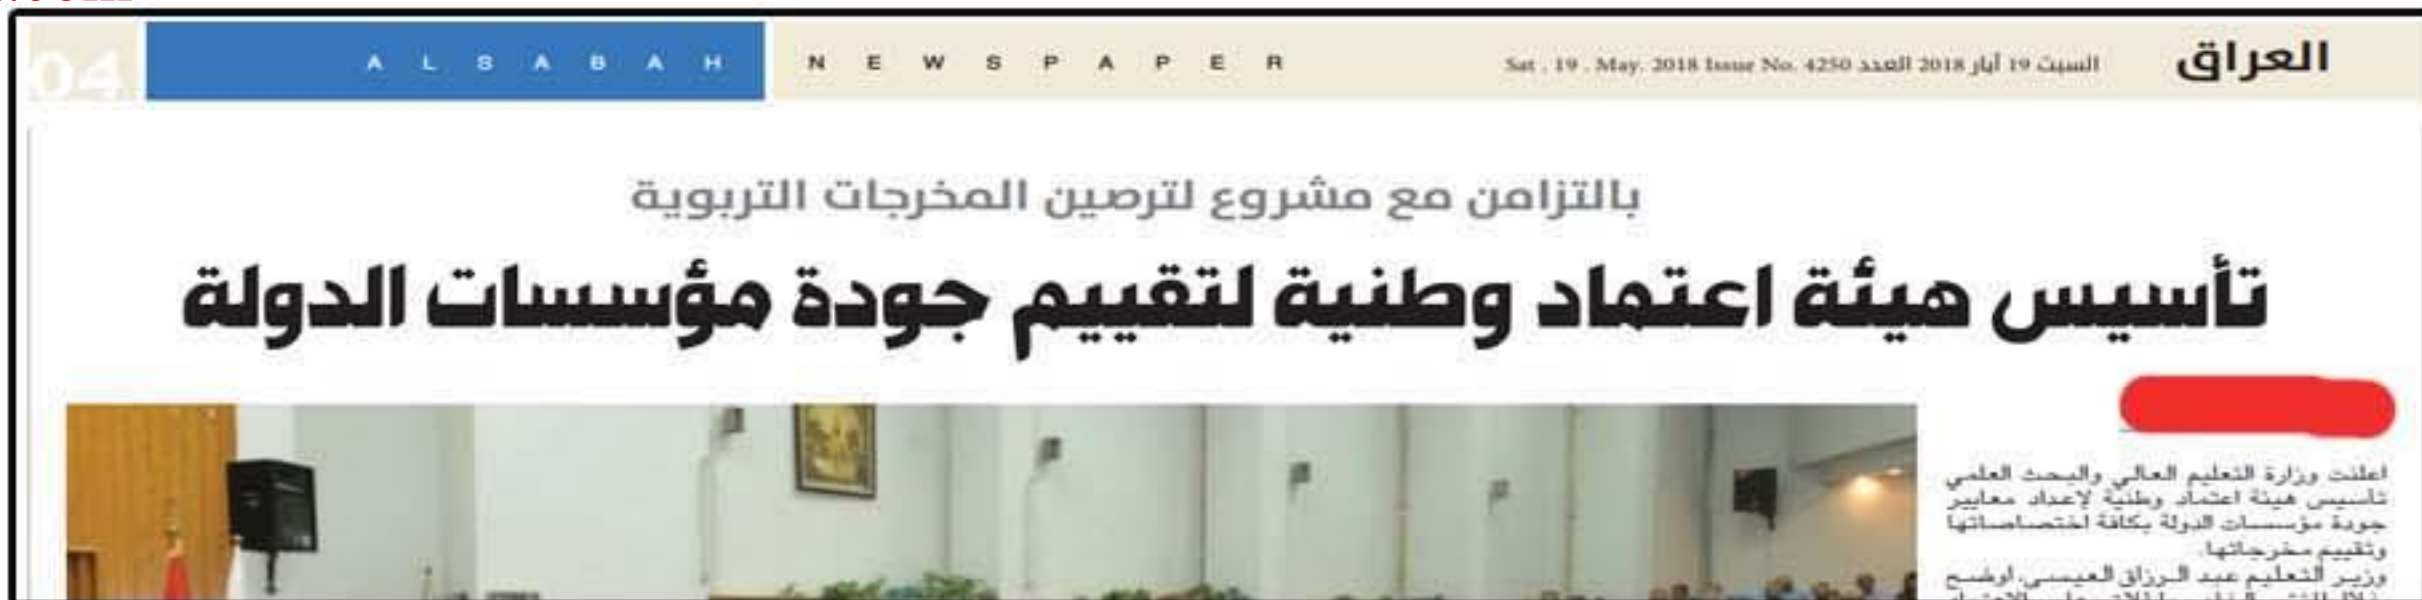 العراق
السبت 19 أيار 2018 العدد 4250 Sat . 19 . May. 2018 Issue No.
ALSABAH NEWSPAPER
04
بالتزامن مع مشروع لترصين المخرجات التربوية
تأسيس هيئة اعتماد وطنية لتقييم جودة مؤسسات الدولة
اعلنت وزارة التعليم العالي والبحث العلمي
تأسيس هيئة اعتماد وطنية لإعداد معايير
جودة مؤسسات الدولة بكافة اختصاصاتها
وتقييم مخرجاتها.
وزير التعليم عبد الرزاق العيسى، اوضح